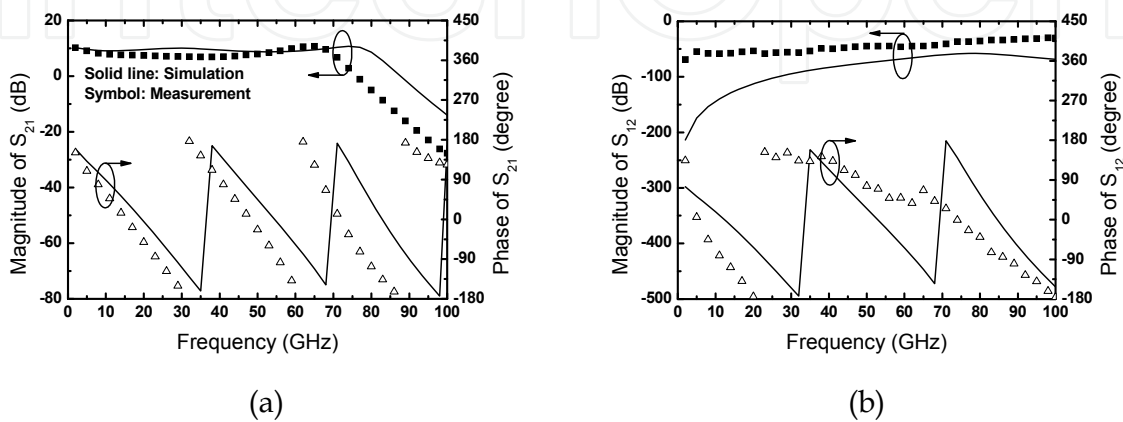 20
0
-20
-40
-60
-80
Magnitude of S21 (dB)
Solid line: Simulation
Symbol: Measurement
450
360
270
180
90
0
-90
-180
Phase of S21 (degree)
0 10 20 30 40 50 60 70 80 90 100
Frequency (GHz)
(a)
0
-100
-200
-300
-400
-500
Magnitude of S12 (dB)
450
360
270
180
90
0
-90
-180
Phase of S12 (degree)
0 10 20 30 40 50 60 70 80 90 100
Frequency (GHz)
(b)